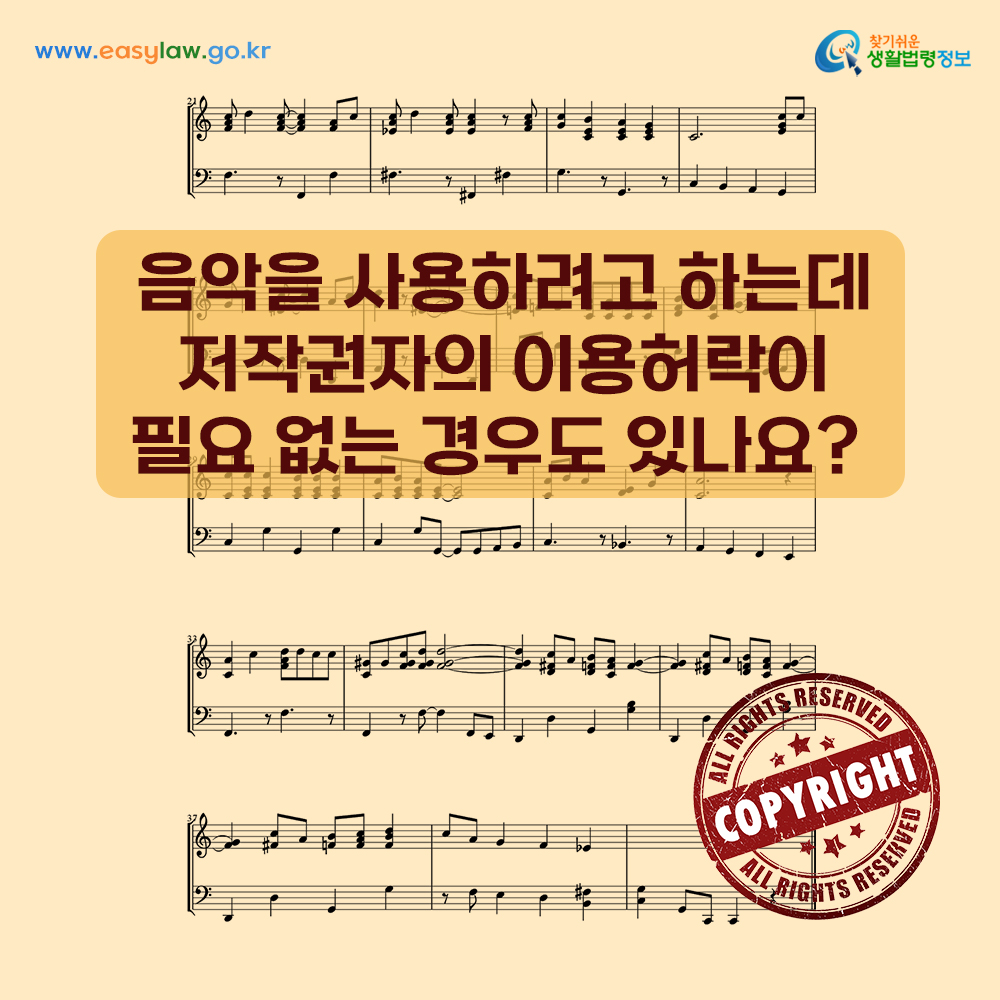 www.easylaw.go.kr
찾기쉬운
생활법령정보
21
음악을 사용하려고 하는데
저작권자의 이용허락이
필요 없는 경우도 있나요?
33
37
ALL RIGHTS RESERVED
COPYRIGHT
ALL RIGHTS RESERVED